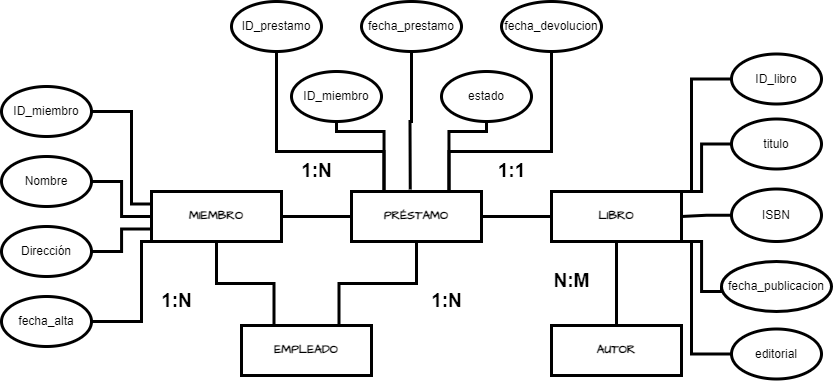 ID_prestamo
fecha_prestamo
fecha_devolucion
ID_libro
ID_miembro
estado
ID_miembro
titulo
1:N
1:1
Nombre
MIEMBRO
PRÉSTAMO
LIBRO
ISBN
Dirección
N:M
fecha_publicacion
1:N
1:N
fecha_alta
EMPLEADO
AUTOR
editorial